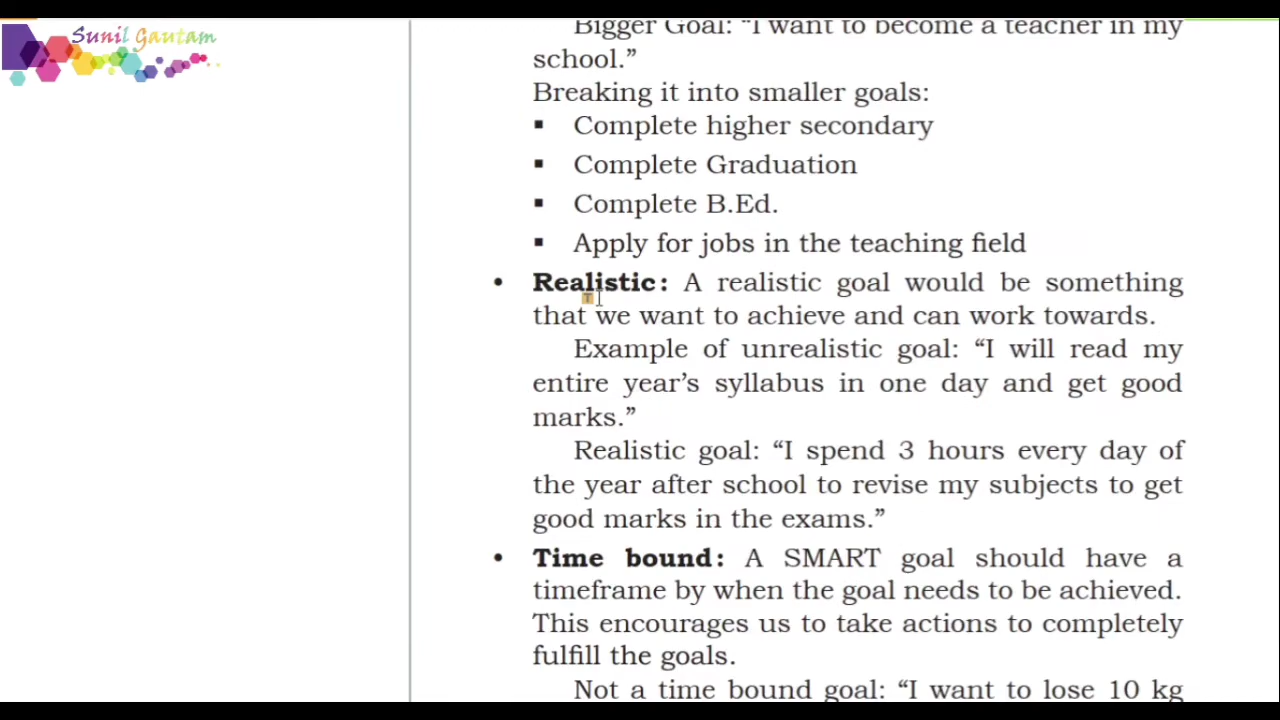 Sunil Gautam
Bigger Goal: “I want to become a teacher in my
school.”
Breaking it into smaller goals:
▪ Complete higher secondary
▪ Complete Graduation
▪ Complete B.Ed.
▪ Apply for jobs in the teaching field
• Realistic: A realistic goal would be something
that we want to achieve and can work towards.
Example of unrealistic goal: “I will read my
entire year’s syllabus in one day and get good
marks.”
Realistic goal: “I spend 3 hours every day of
the year after school to revise my subjects to get
good marks in the exams.”
• Time bound: A SMART goal should have a
timeframe by when the goal needs to be achieved.
This encourages us to take actions to completely
fulfill the goals.
Not a time bound goal: “I want to lose 10 kg